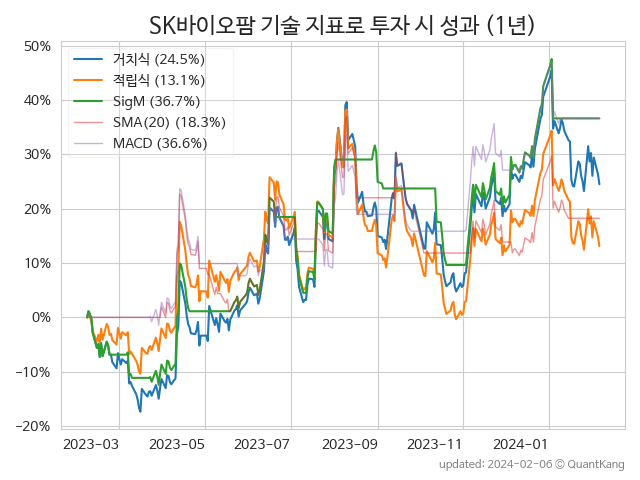 SK바이오팜 기술 지표로 투자 시 성과 (1년)
50%
40%
30%
20%
10%
0%
−10%
−20%
거치식 (24.5%)
적립식 (13.1%)
SigM (36.7%)
SMA(20) (18.3%)
MACD (36.6%)
2023-03 2023-05 2023-07 2023-09 2023-11 2024-01
updated: 2024-02-06 © QuantKang